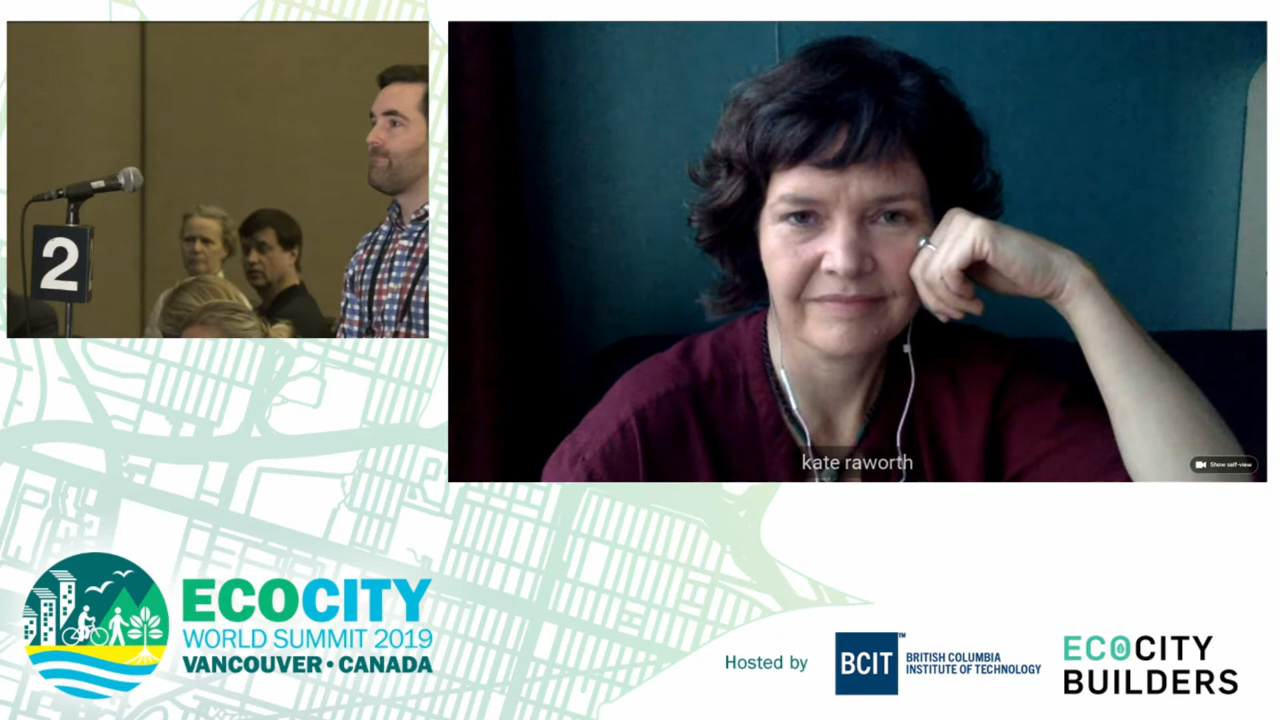 2
kate raworth
Show self-view
ECOCITY
WORLD SUMMIT 2019
VANCOUVER • CANADA
Hosted by
BCIT
TM
BRITISH COLUMBIA
INSTITUTE OF TECHNOLOGY
ECOCITY
BUILDERS